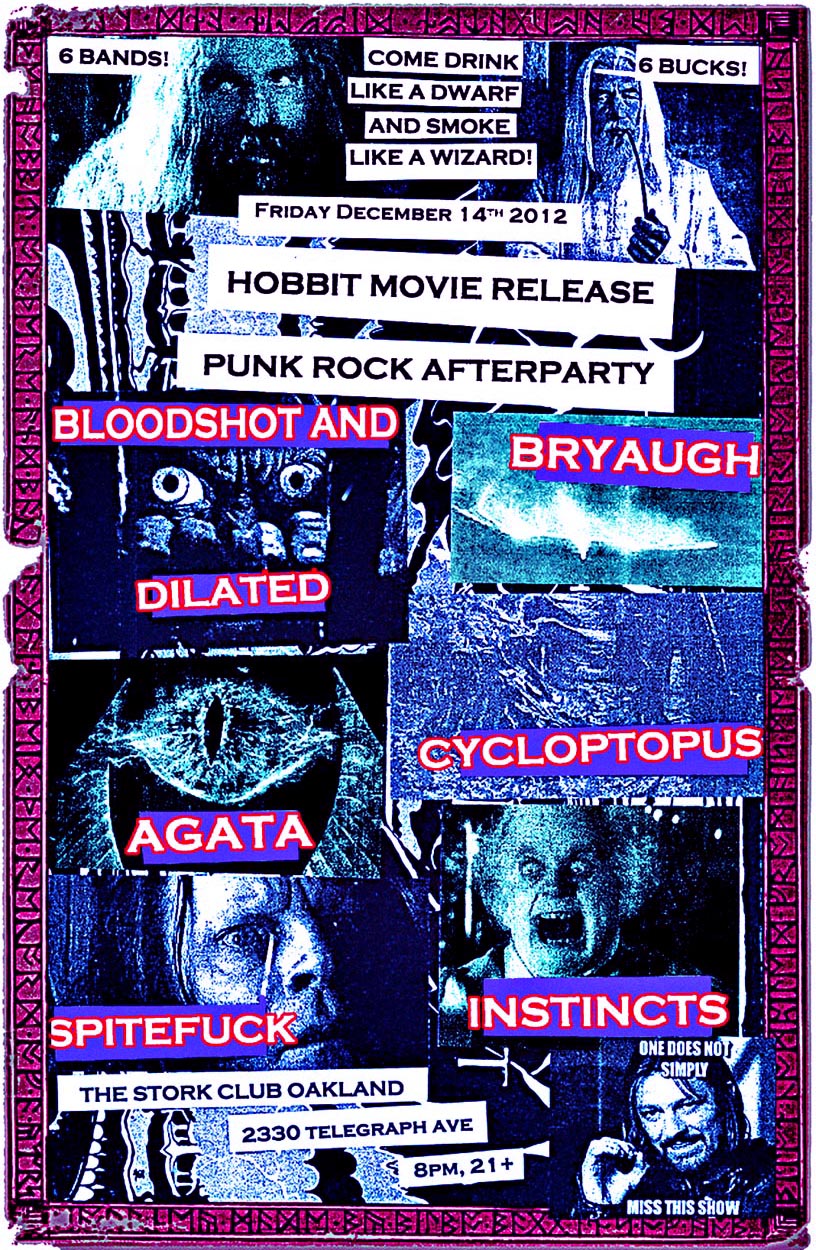 6 BANDS!
COME DRINK
LIKE A DWARF
AND SMOKE
LIKE A WIZARD!
6 BUCKS!
FRIDAY DECEMBER 14TH 2012
HOBBIT MOVIE RELEASE
PUNK ROCK AFTERPARTY
BLOODSHOT AND
DILATED
BRYAUGH
CYCLOPTOPUS
AGATA
INSTINCTS
SPITEFUCK
THE STORK CLUB OAKLAND
2330 TELEGRAPH AVE
8PM, 21+
ONE DOES NOT
SIMPLY
MISS THIS SHOW